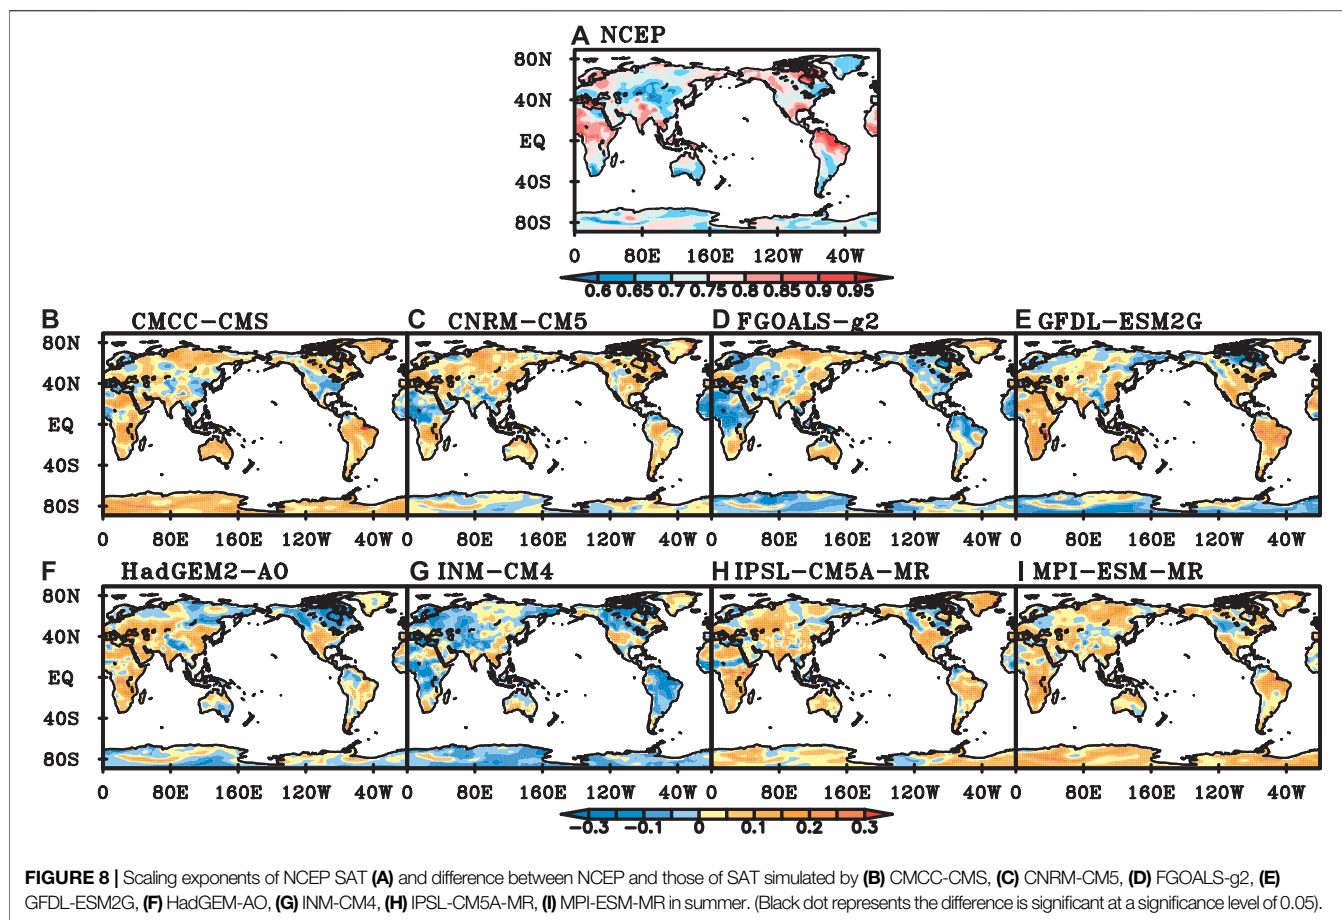 A NCEP
80N
40N
EQ
40S
80S
0 80E 160E 120W 40W
0.6 0.65 0.7 0.75 0.8 0.85 0.9 0.95
B CMCC-CMS C CNRM-CM5 D FGOALS-g2 E GFDL-ESM2G
80N
40N
EQ
40S
80S
0 80E 160E 120W 40W 0 80E 160E 120W 40W 0 80E 160E 120W 40W 0 80E 160E 120W 40W
F HadGEM2-AO G INM-CM4 H IPSL-CM5A-MR I MPI-ESM-MR
80N
40N
EQ
40S
80S
0 80E 160E 120W 40W 0 80E 160E 120W 40W 0 80E 160E 120W 40W 0 80E 160E 120W 40W
-0.3 -0.1 0 0.1 0.2 0.3
FIGURE 8 | Scaling exponents of NCEP SAT (A) and difference between NCEP and those of SAT simulated by (B) CMCC-CMS, (C) CNRM-CM5, (D) FGOALS-g2, (E)
GFDL-ESM2G, (F) HadGEM-AO, (G) INM-CM4, (H) IPSL-CM5A-MR, (I) MPI-ESM-MR in summer. (Black dot represents the difference is significant at a significance level of 0.05).